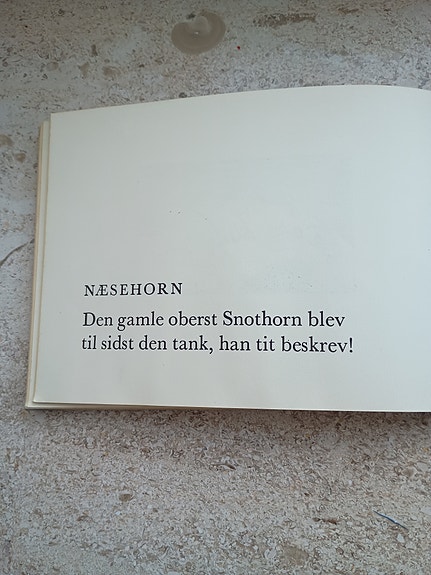 NÆSEHORN
Den gamle oberst Snothorn blev
til sidst den tank, han tit beskrev!